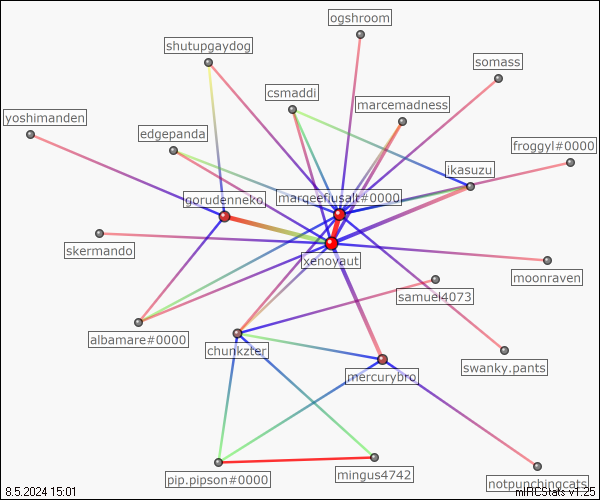 ogshroom
shutupgaydog
somass
csmaddi
marcemadness
yoshimanden
edgepanda
froggyl#0000
ikasuzu
gorudenneko
marqeeflusalt#0000
skermando
xenoyaut
moonraven
samuel4073
albamare#0000
chunkzter
swanky.pants
mercurybro
pip.pipson#0000
mingus4742
notpunchingcats
8.5.2024 15:01
mIRCStats v1.25